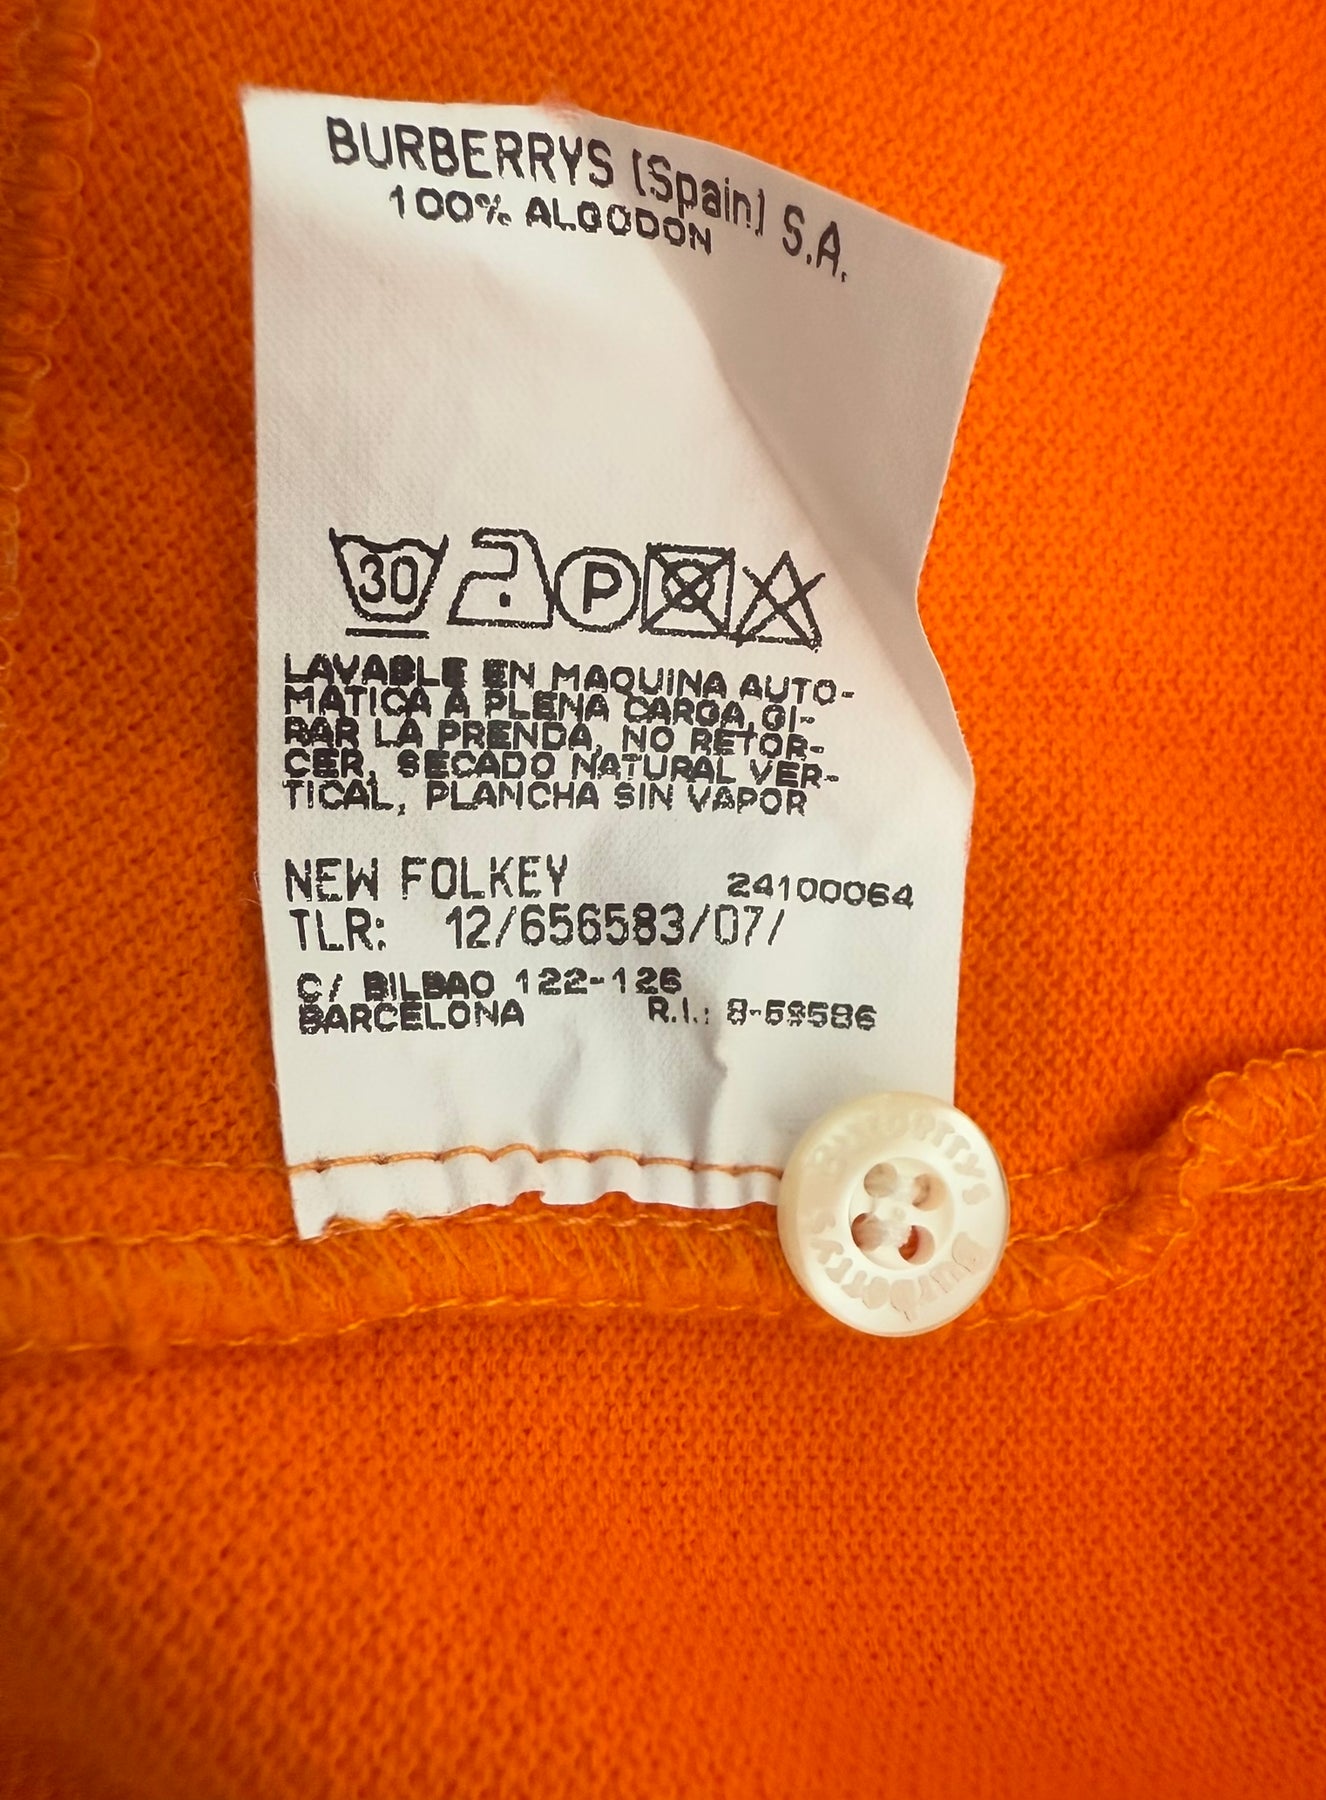 BURBERRYS (Spain) S.A.
100% ALGODON
30 P
LAVABLE EN MAQUINA AUTO-
MATICA A PLENA CARGA, GI-
RAR LA PRENDA, NO RETOR-
CER, SECADO NATURAL VER-
TICAL, PLANCHA SIN VAPOR
NEW FOLKEY 24100064
TLR: 12/656583/07/
C/ BILBAO 122-126
BARCELONA R.I.:
Burberrys
Burberrys